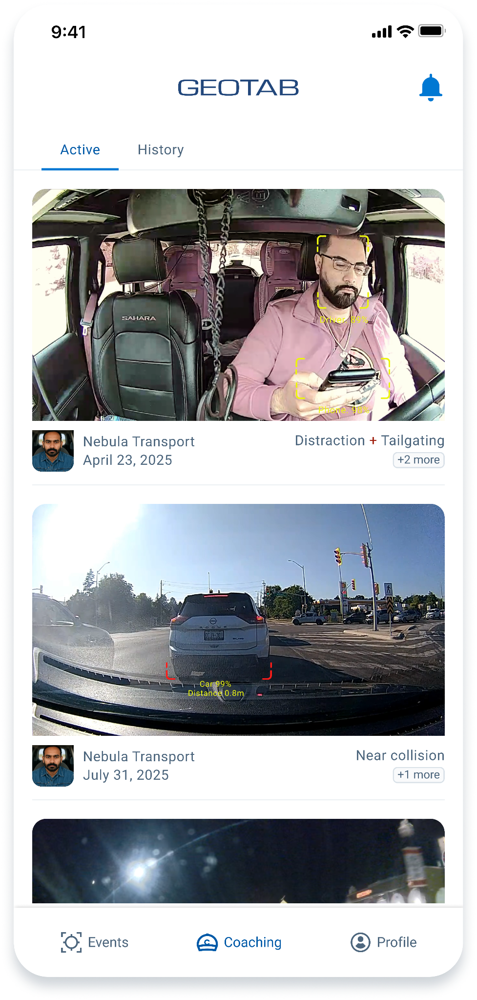 9:41
GEOTAB
Active
History
SAHARA
Driver. 89%
Phone. 98%
Nebula Transport
April 23, 2025
Distraction + Tailgating
+2 more
ROGUE
Car 99%
Distance 0.8m
Nebula Transport
July 31, 2025
Near collision
+1 more
Events
Coaching
Profile